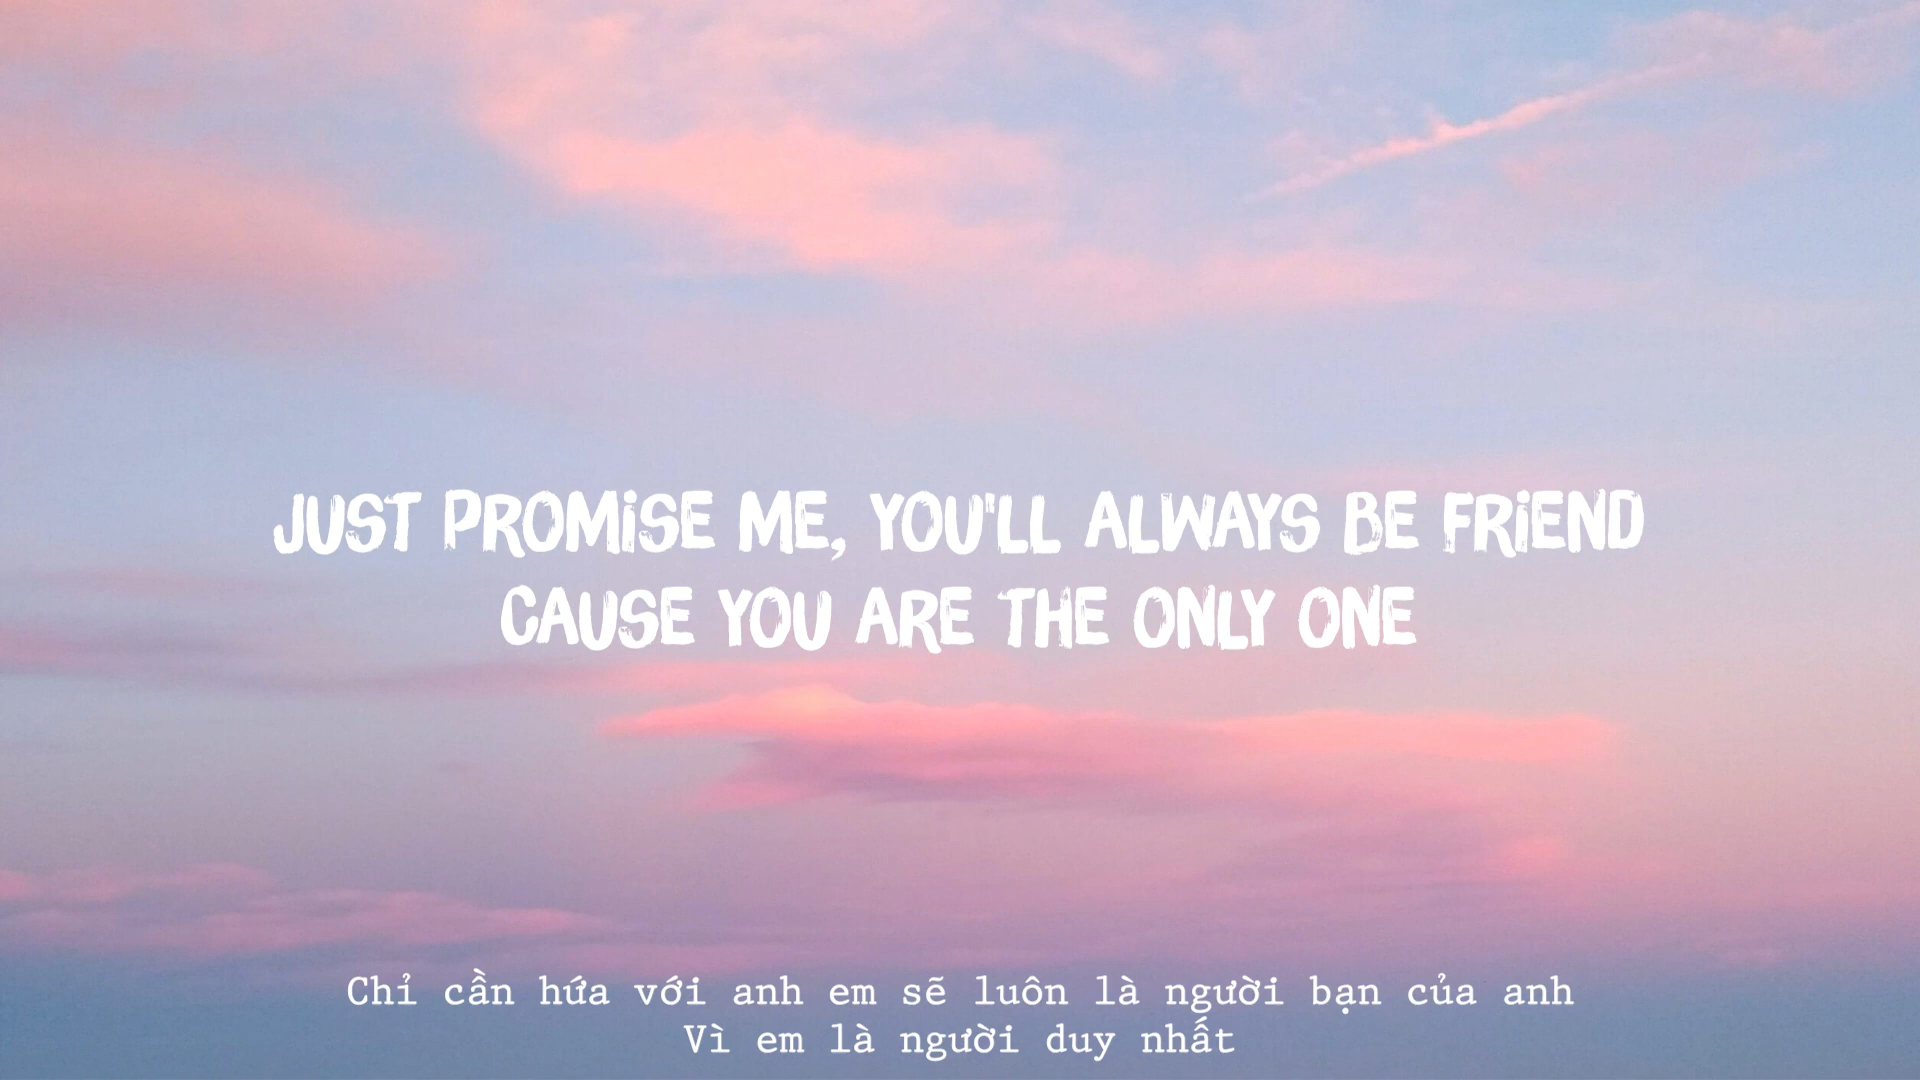 JUST PROMiSE ME, YOU'LL ALWAYS BE FRiEND
CAUSE YOU ARE THE ONLY ONE
Chỉ cần hứa với anh em sẽ luôn là người bạn của anh
Vì em là người duy nhất